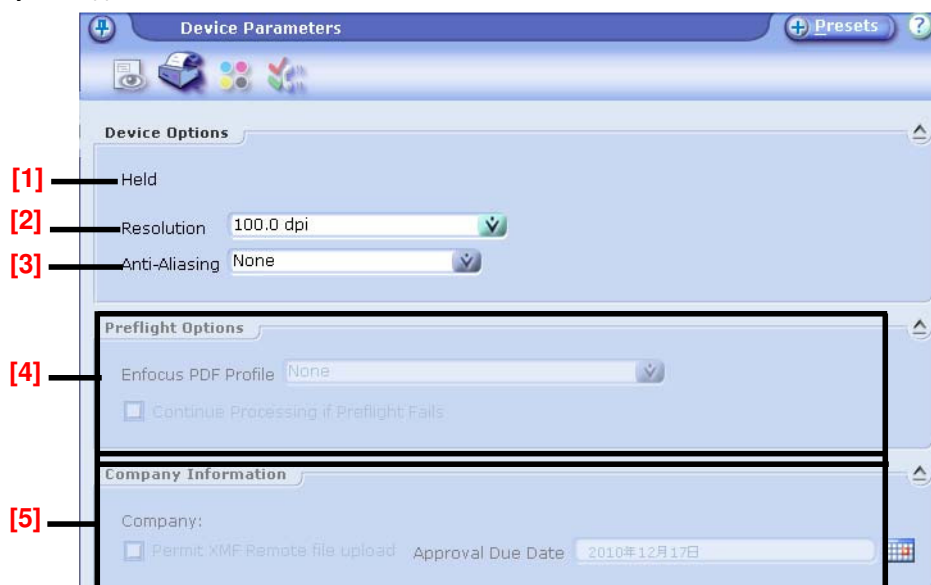 Device Parameters
Presets
?
Device Options
[1] Held
[2] Resolution 100.0 dpi
[3] Anti-Aliasing None
Preflight Options
[4] Enfocus PDF Profile None
Continue Processing if Preflight Fails
Company Information
[5] Company:
Permit XMF Remote file upload Approval Due Date 2010年12月17日